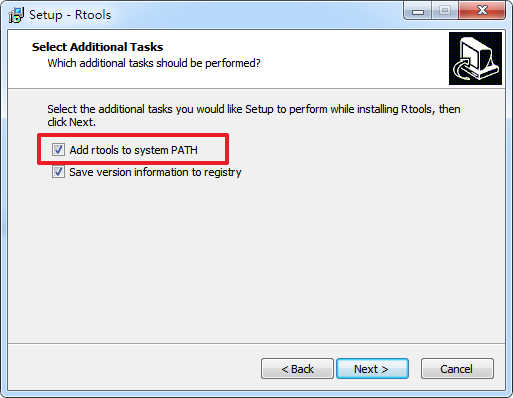 Setup - Rtools
Select Additional Tasks
Which additional tasks should be performed?
Select the additional tasks you would like Setup to perform while installing Rtools, then
click Next.
Add rtools to system PATH
Save version information to registry
< Back
Next >
Cancel